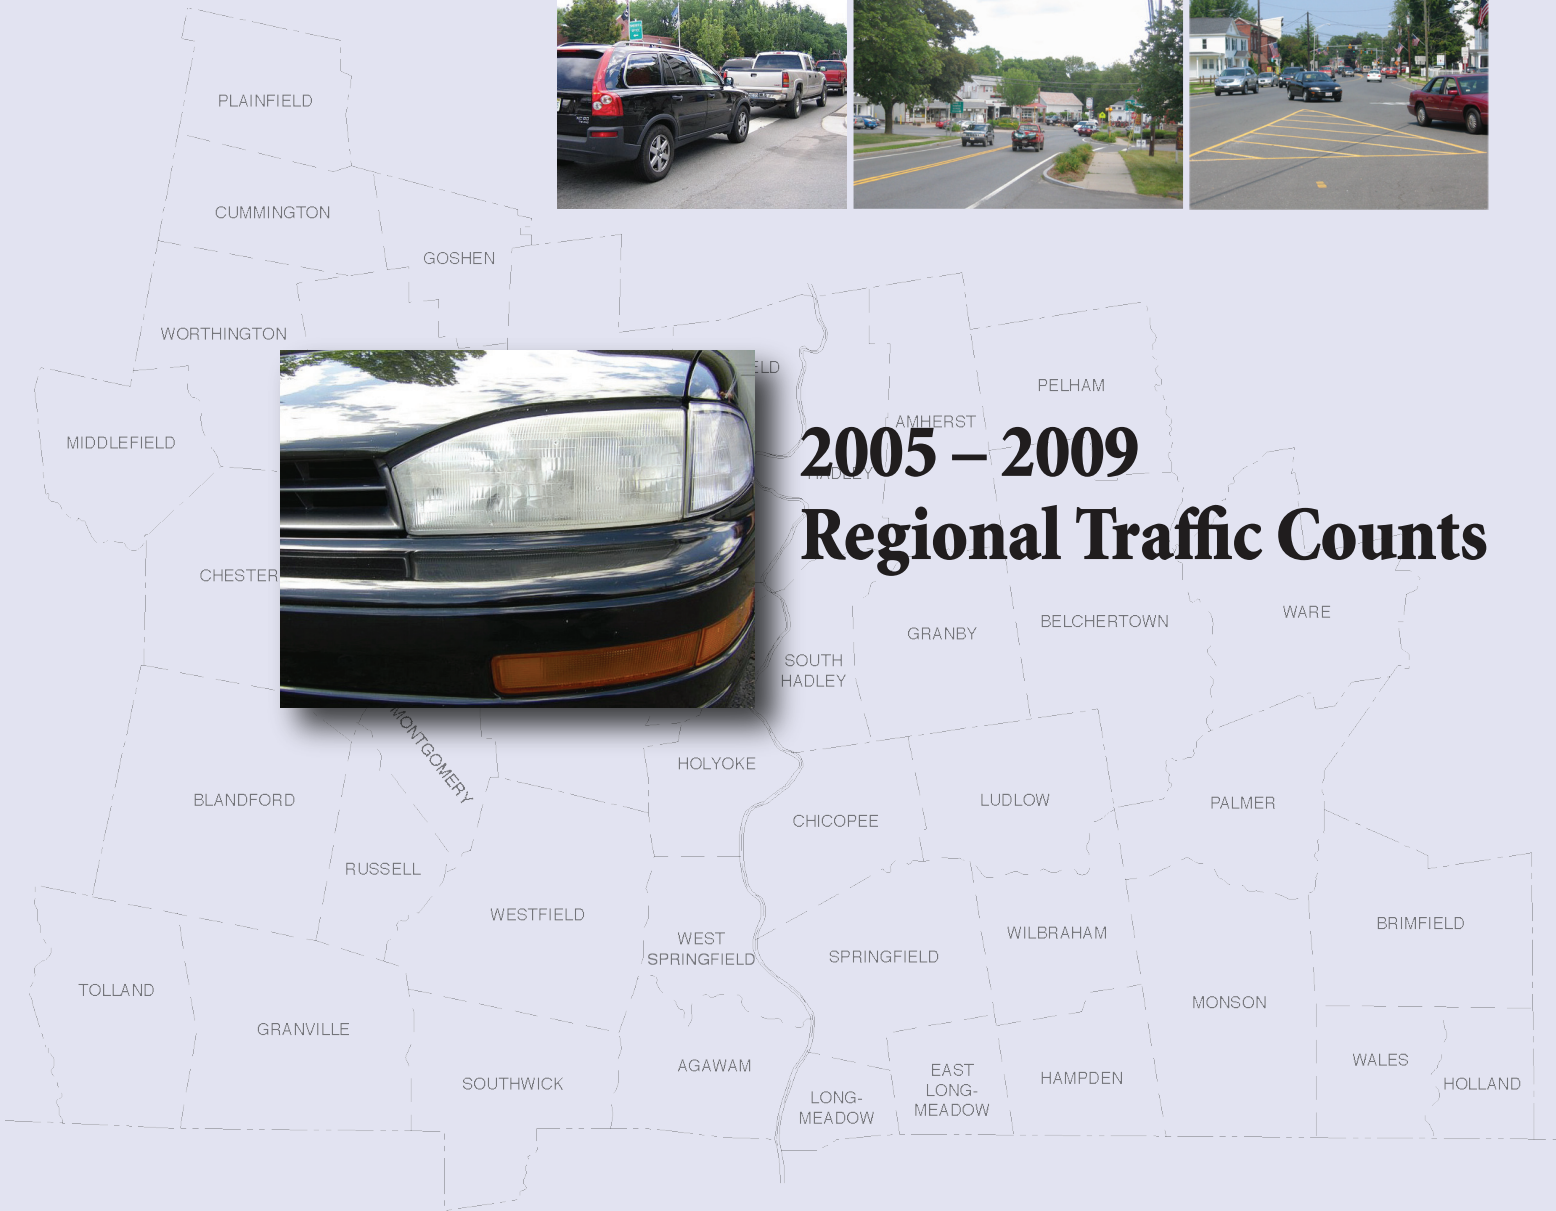 PLAINFIELD
CUMMINGTON
GOSHEN
WORTHINGTON
ELD
PELHAM
AMHERST
MIDDLEFIELD
HADLEY
2005 – 2009
Regional Traffic Counts
CHESTER
WARE
BELCHERTOWN
GRANBY
SOUTH
HADLEY
MONTGOMERY
HOLYOKE
BLANDFORD
LUDLOW
PALMER
CHICOPEE
RUSSELL
WESTFIELD
BRIMFIELD
WILBRAHAM
WEST
SPRINGFIELD
SPRINGFIELD
TOLLAND
MONSON
GRANVILLE
WALES
AGAWAM
EAST
LONG-
MEADOW
HAMPDEN
SOUTHWICK
HOLLAND
LONG-
MEADOW